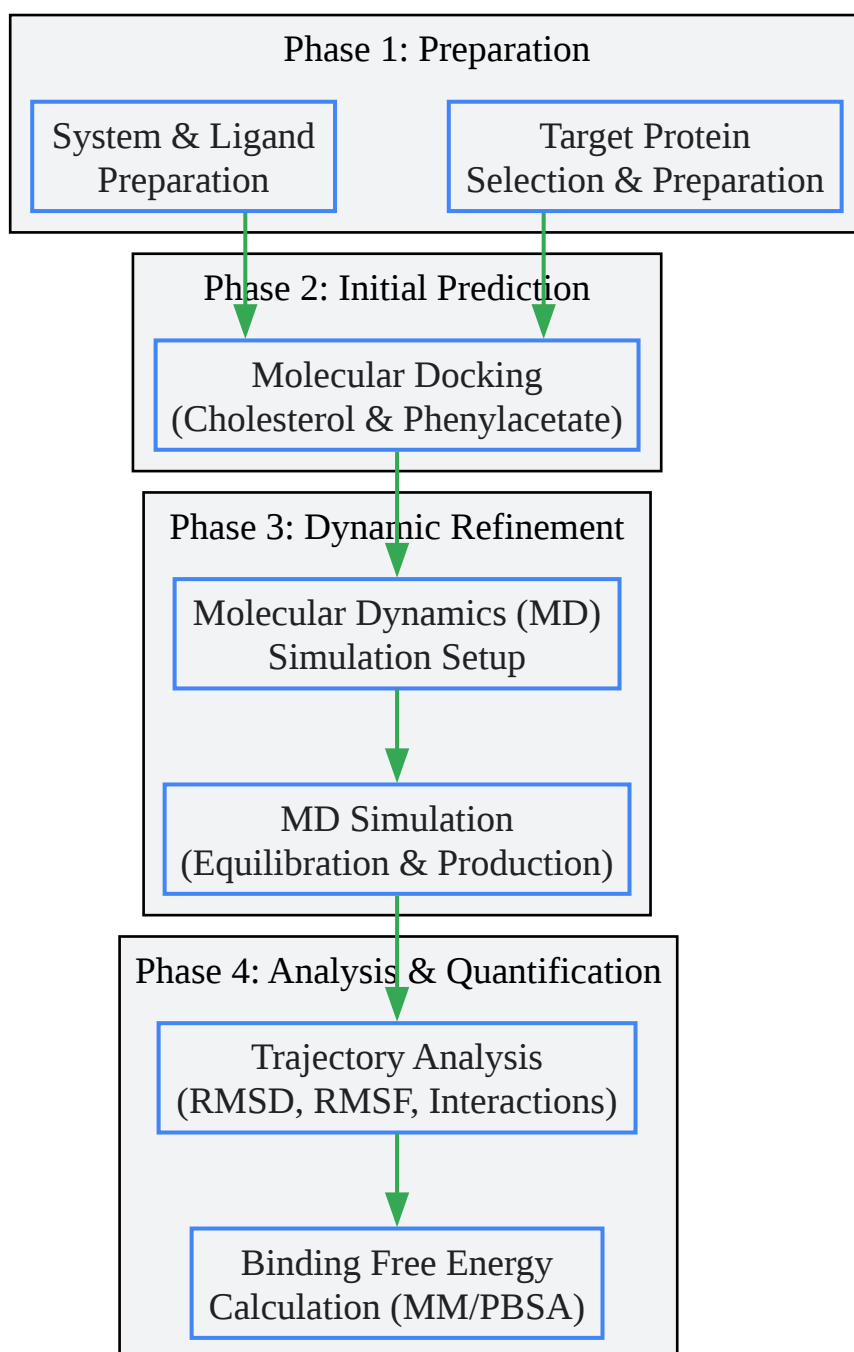 Phase 1: Preparation
System & Ligand
Preparation
Target Protein
Selection & Preparation
Phase 2: Initial Prediction
Molecular Docking
(Cholesterol & Phenylacetate)
Phase 3: Dynamic Refinement
Molecular Dynamics (MD)
Simulation Setup
MD Simulation
(Equilibration & Production)
Phase 4: Analysis & Quantification
Trajectory Analysis
(RMSD, RMSF, Interactions)
Binding Free Energy
Calculation (MM/PBSA)